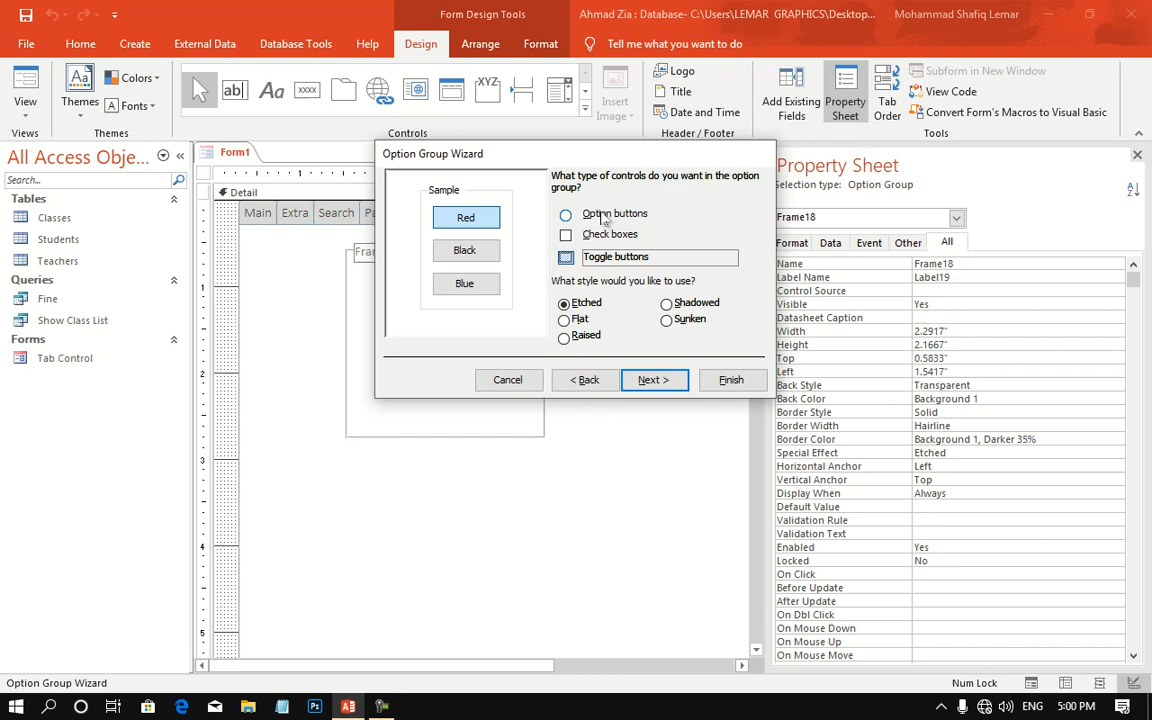 Form Design Tools
Ahmad Zia : Database- C:\Users\LEMAR GRAPHICS\Desktop...
Mohammad Shafiq Lemar
File
Home
Create
External Data
Database Tools
Help
Design
Arrange
Format
Tell me what you want to do
View
Views
Aa
Themes
Colors
Fonts
Themes
ab
Aa
xxxx
XYZ
Controls
Insert
Image
Logo
Title
Date and Time
Header / Footer
Add Existing
Fields
Property
Sheet
Tab
Order
Subform in New Window
View Code
Convert Form's Macros to Visual Basic
Tools
All Access Obje...
Search...
Tables
Classes
Students
Teachers
Queries
Fine
Show Class List
Forms
Tab Control
Form1
1
Detail
Main
Extra
Search
1
2
3
4
5
Option Group Wizard
Sample
Red
Black
Blue
What type of controls do you want in the option
group?
Option buttons
Check boxes
Toggle buttons
What style would you like to use?
Etched
Shadowed
Flat
Sunken
Raised
Cancel
< Back
Next >
Finish
Property Sheet
Selection type: Option Group
Frame18
Format
Data
Event
Other
All
Name Frame18
Label Name Label19
Control Source
Visible Yes
Datasheet Caption
Width 2.2917"
Height 2.1667"
Top 0.5833"
Left 1.5417"
Back Style Transparent
Back Color Background 1
Border Style Solid
Border Width Hairline
Border Color Background 1, Darker 35%
Special Effect Etched
Horizontal Anchor Left
Vertical Anchor Top
Display When Always
Default Value
Validation Rule
Validation Text
Enabled Yes
Locked No
On Click
Before Update
After Update
On Dbl Click
On Mouse Down
On Mouse Up
On Mouse Move
Option Group Wizard
Num Lock
Ps
ENG
5:00 PM